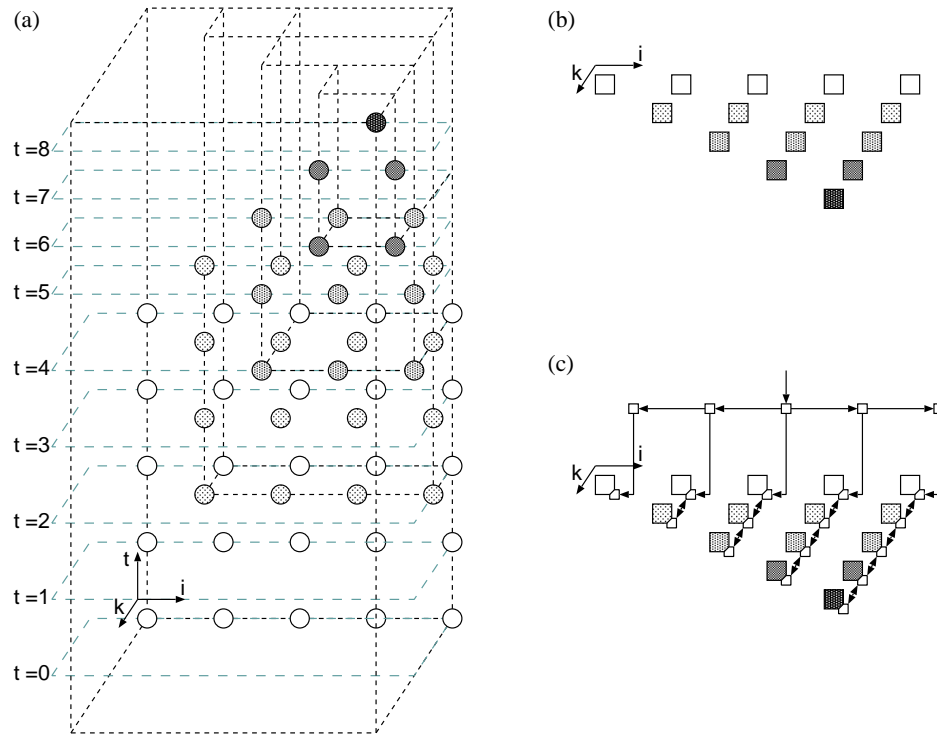 (a)
t =8
t =7
t =6
t =5
t =4
t =3
t =2
t =1
t =0
t
i
k
(b)
i
k
(c)
i
k